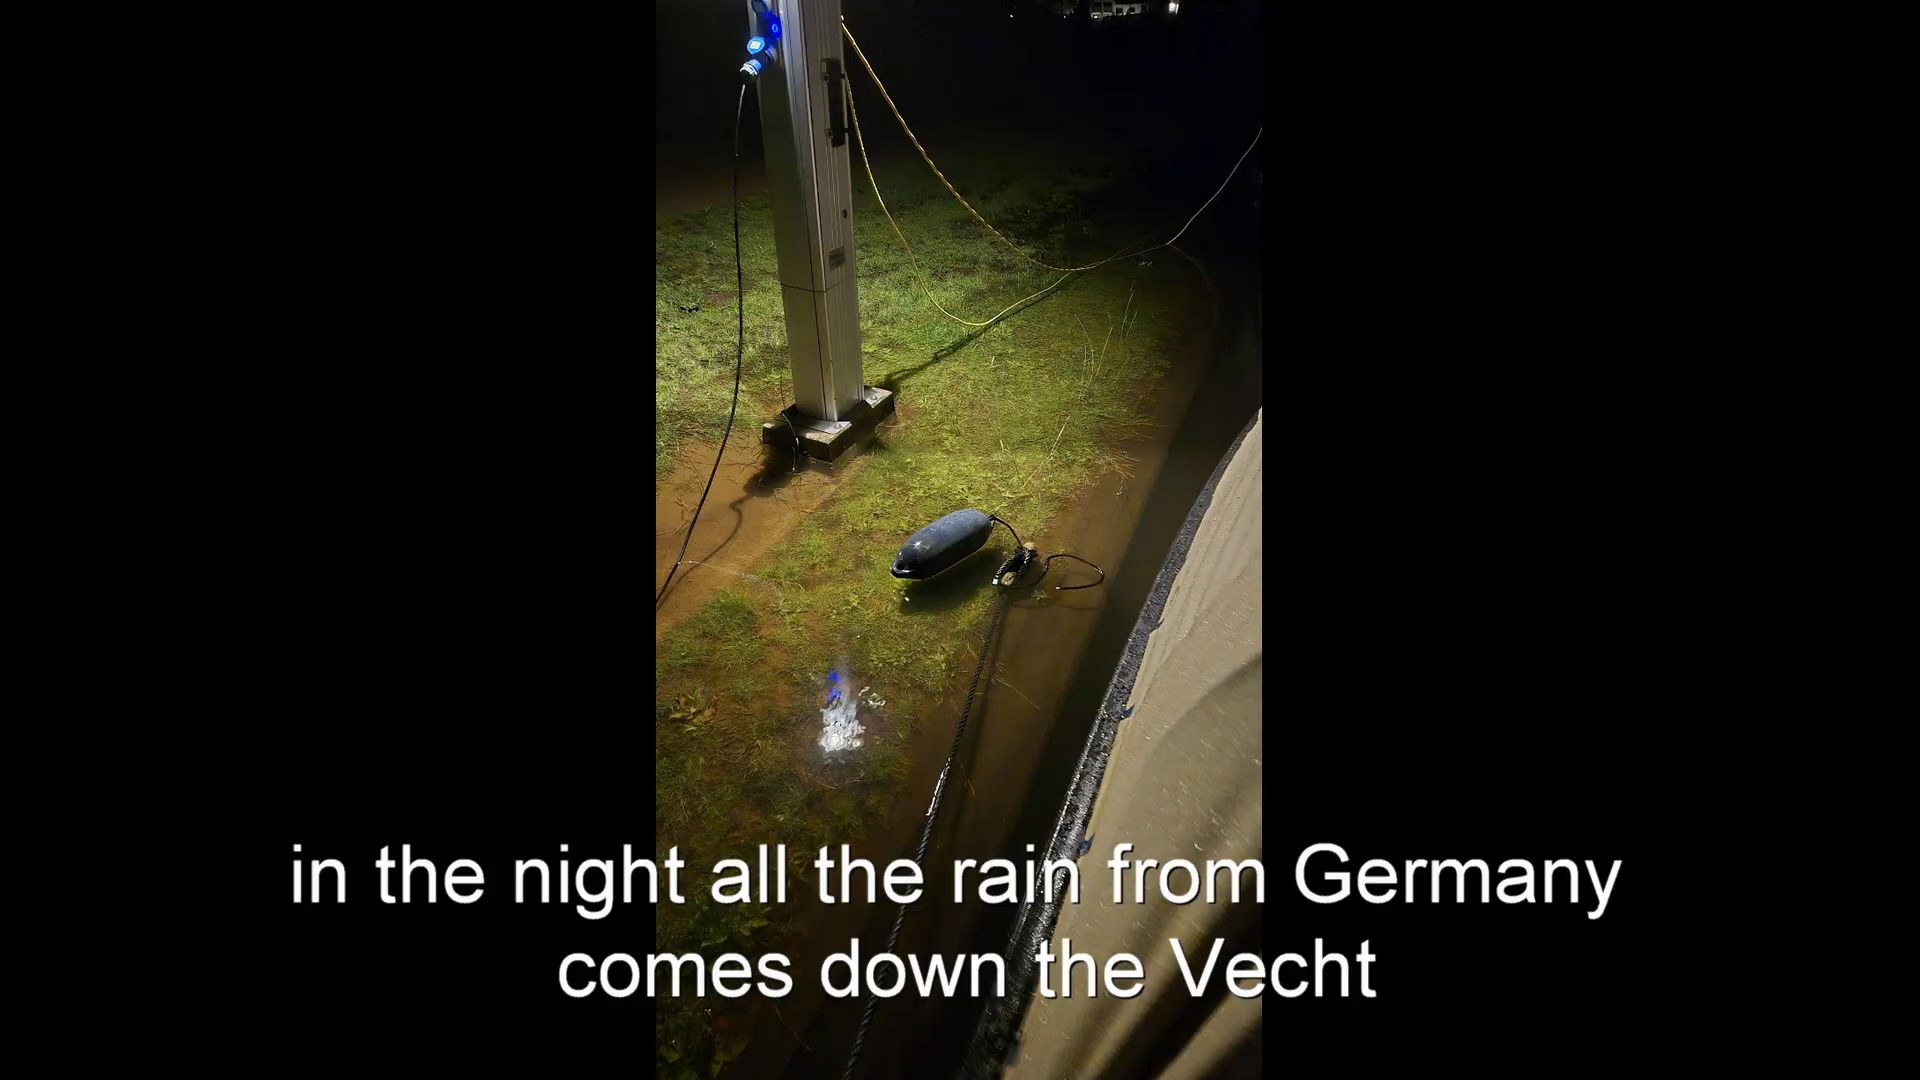 in the night all the rain from Germany
comes down the Vecht